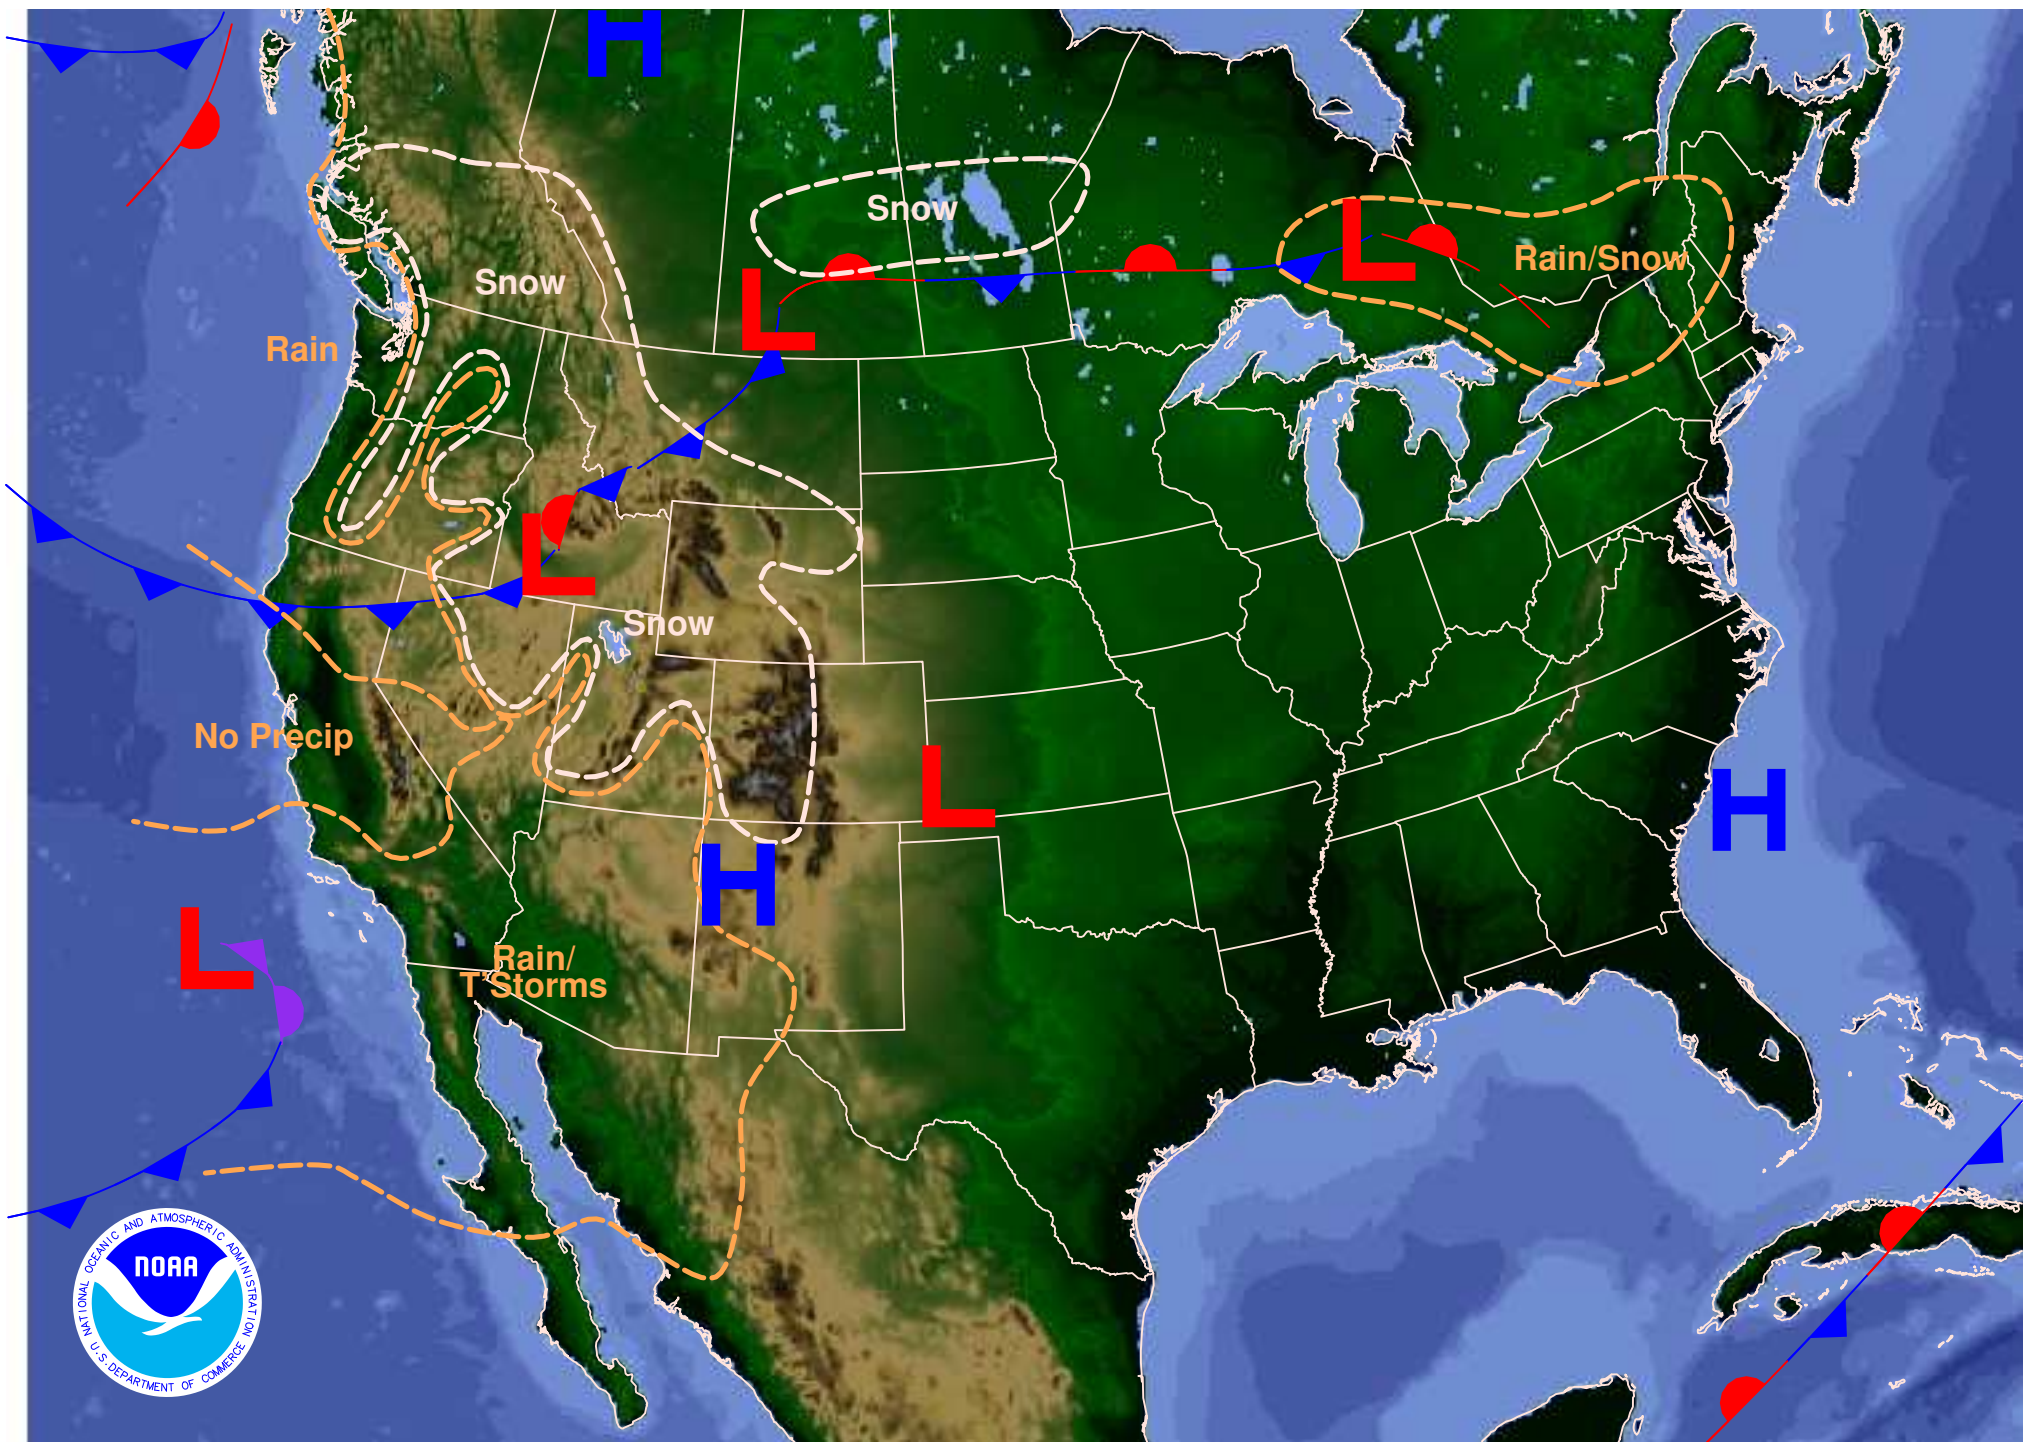 H
Snow
L
Rain/Snow
Snow
L
Rain
L
Snow
No Precip
L
H
H
L
Rain/
T'Storms
NATIONAL OCEANIC AND ATMOSPHERIC ADMINISTRATION
NOAA
U.S. DEPARTMENT OF COMMERCE